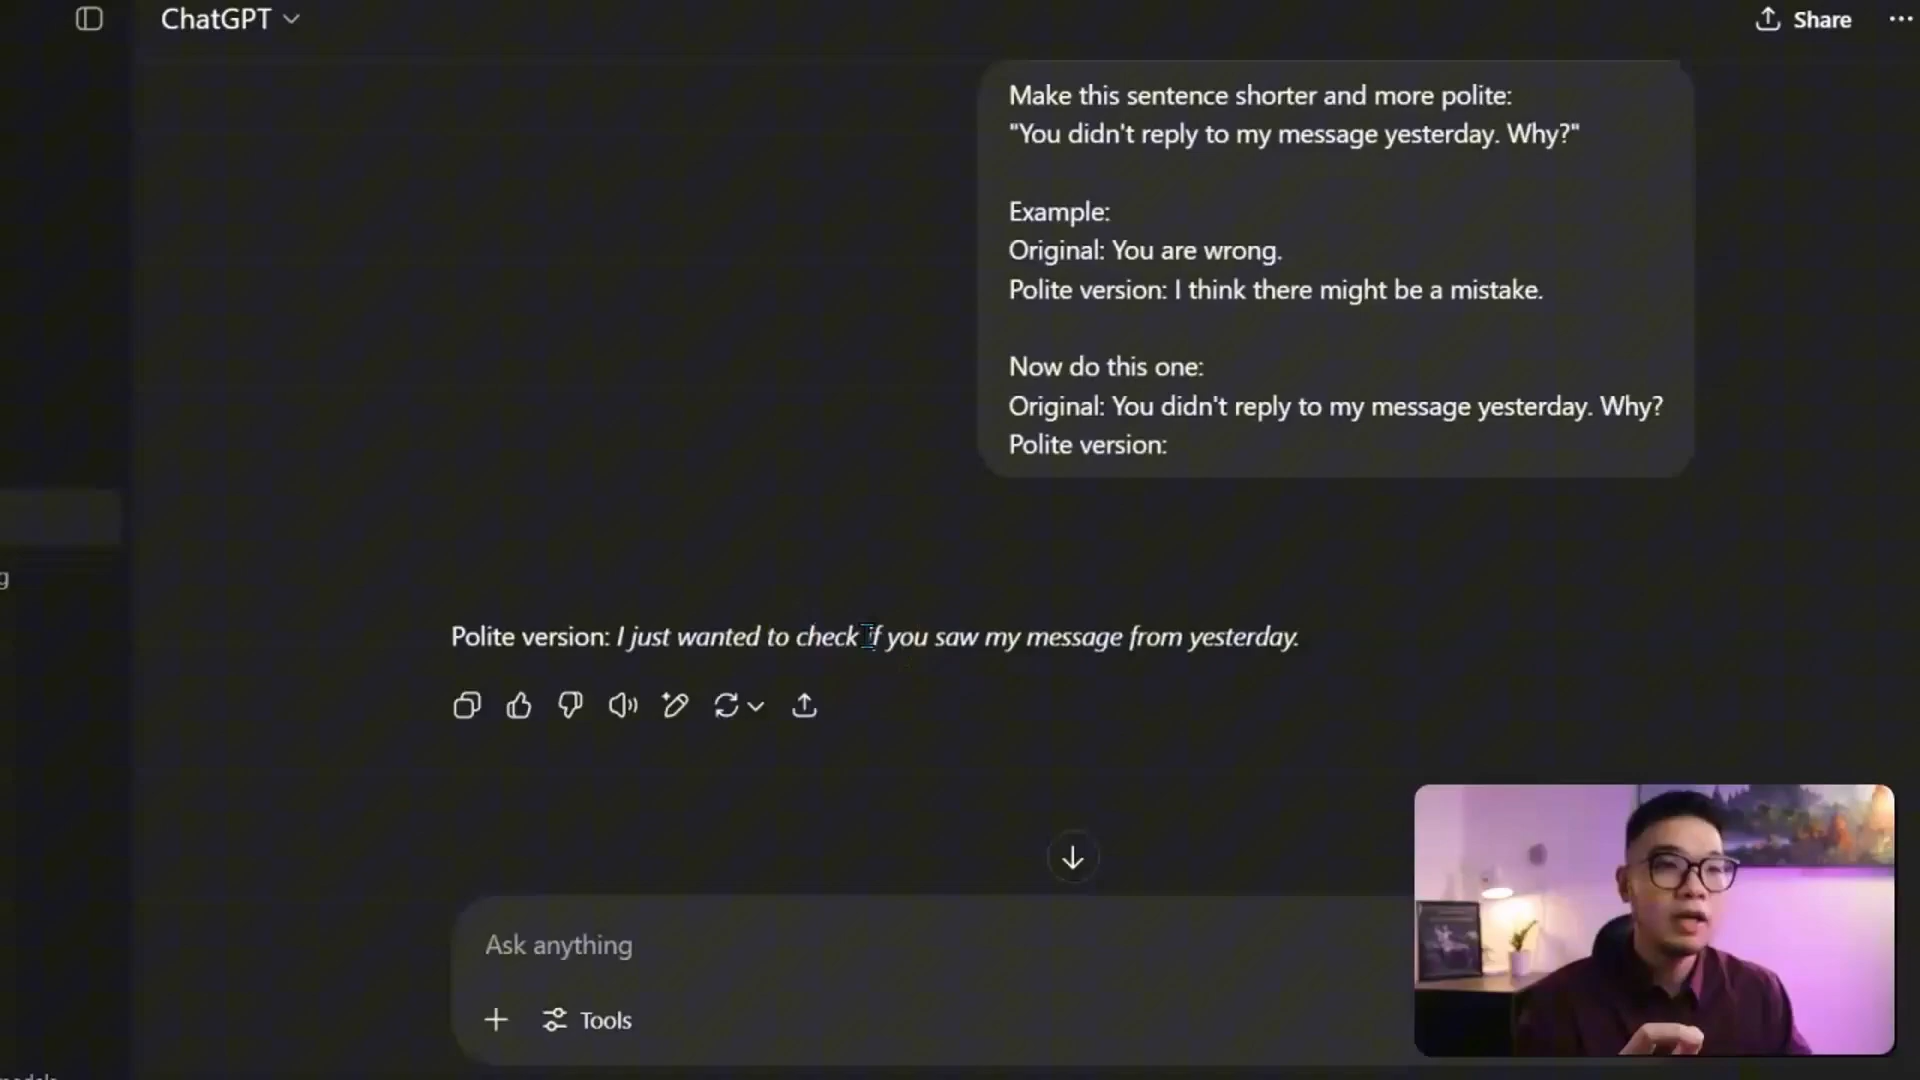 ChatGPT
Share
Make this sentence shorter and more polite:
"You didn't reply to my message yesterday. Why?"
Example:
Original: You are wrong.
Polite version: I think there might be a mistake.
Now do this one:
Original: You didn't reply to my message yesterday. Why?
Polite version:
g
Polite version: I just wanted to check if you saw my message from yesterday.
Ask anything
Tools